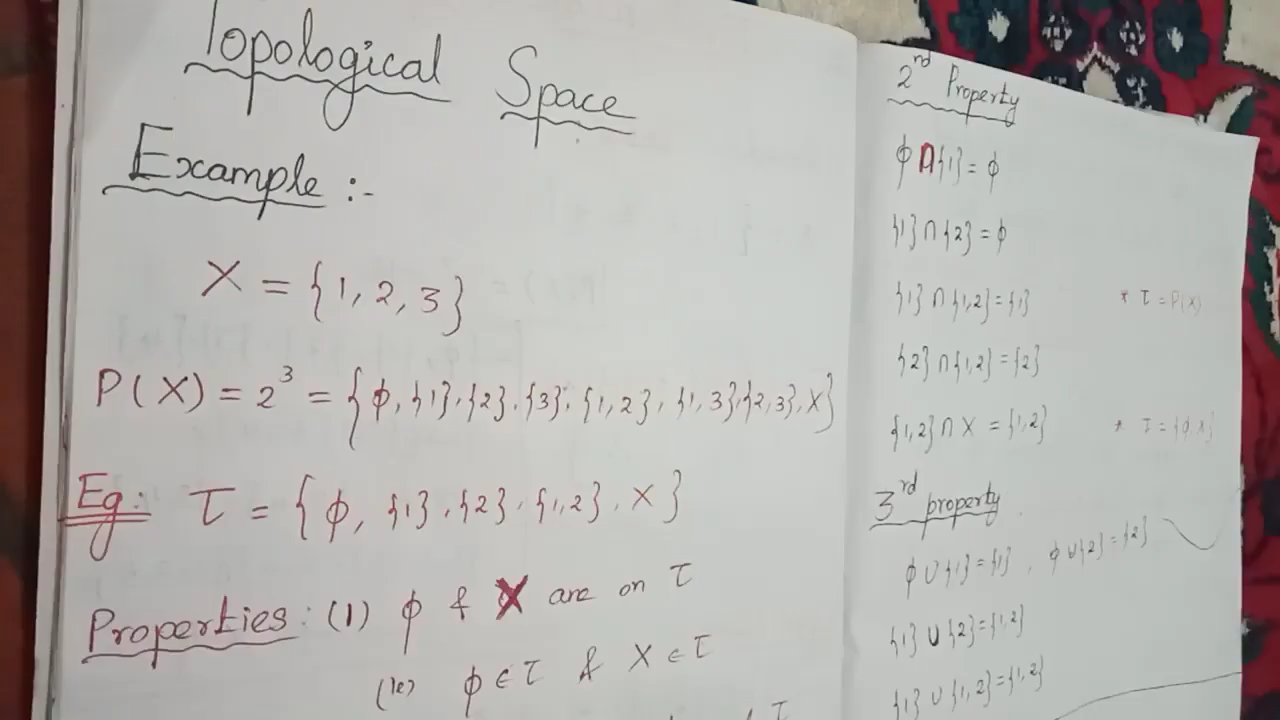 Topological Space
Example :-
X = {1, 2, 3}
P(X) = 2³ = {ϕ, {1}, {2}, {3}, {1, 2}, {1, 3}, {2, 3}, X}
Eg: τ = {ϕ, {1}, {2}, {1, 2}, X}
Properties: (1) ϕ & X are on τ
(ie) ϕ ∈ τ & X ∈ τ
2nd Property
ϕ ∩ {1} = ϕ
{1} ∩ {2} = ϕ
{1} ∩ {1, 2} = {1}
* τ = P(X)
{2} ∩ {1, 2} = {2}
{1, 2} ∩ X = {1, 2}
* τ = {ϕ, X}
3rd property
ϕ ∪ {1} = {1}, ϕ ∪ {2} = {2}
{1} ∪ {2} = {1, 2}
{1} ∪ {1, 2} = {1, 2}